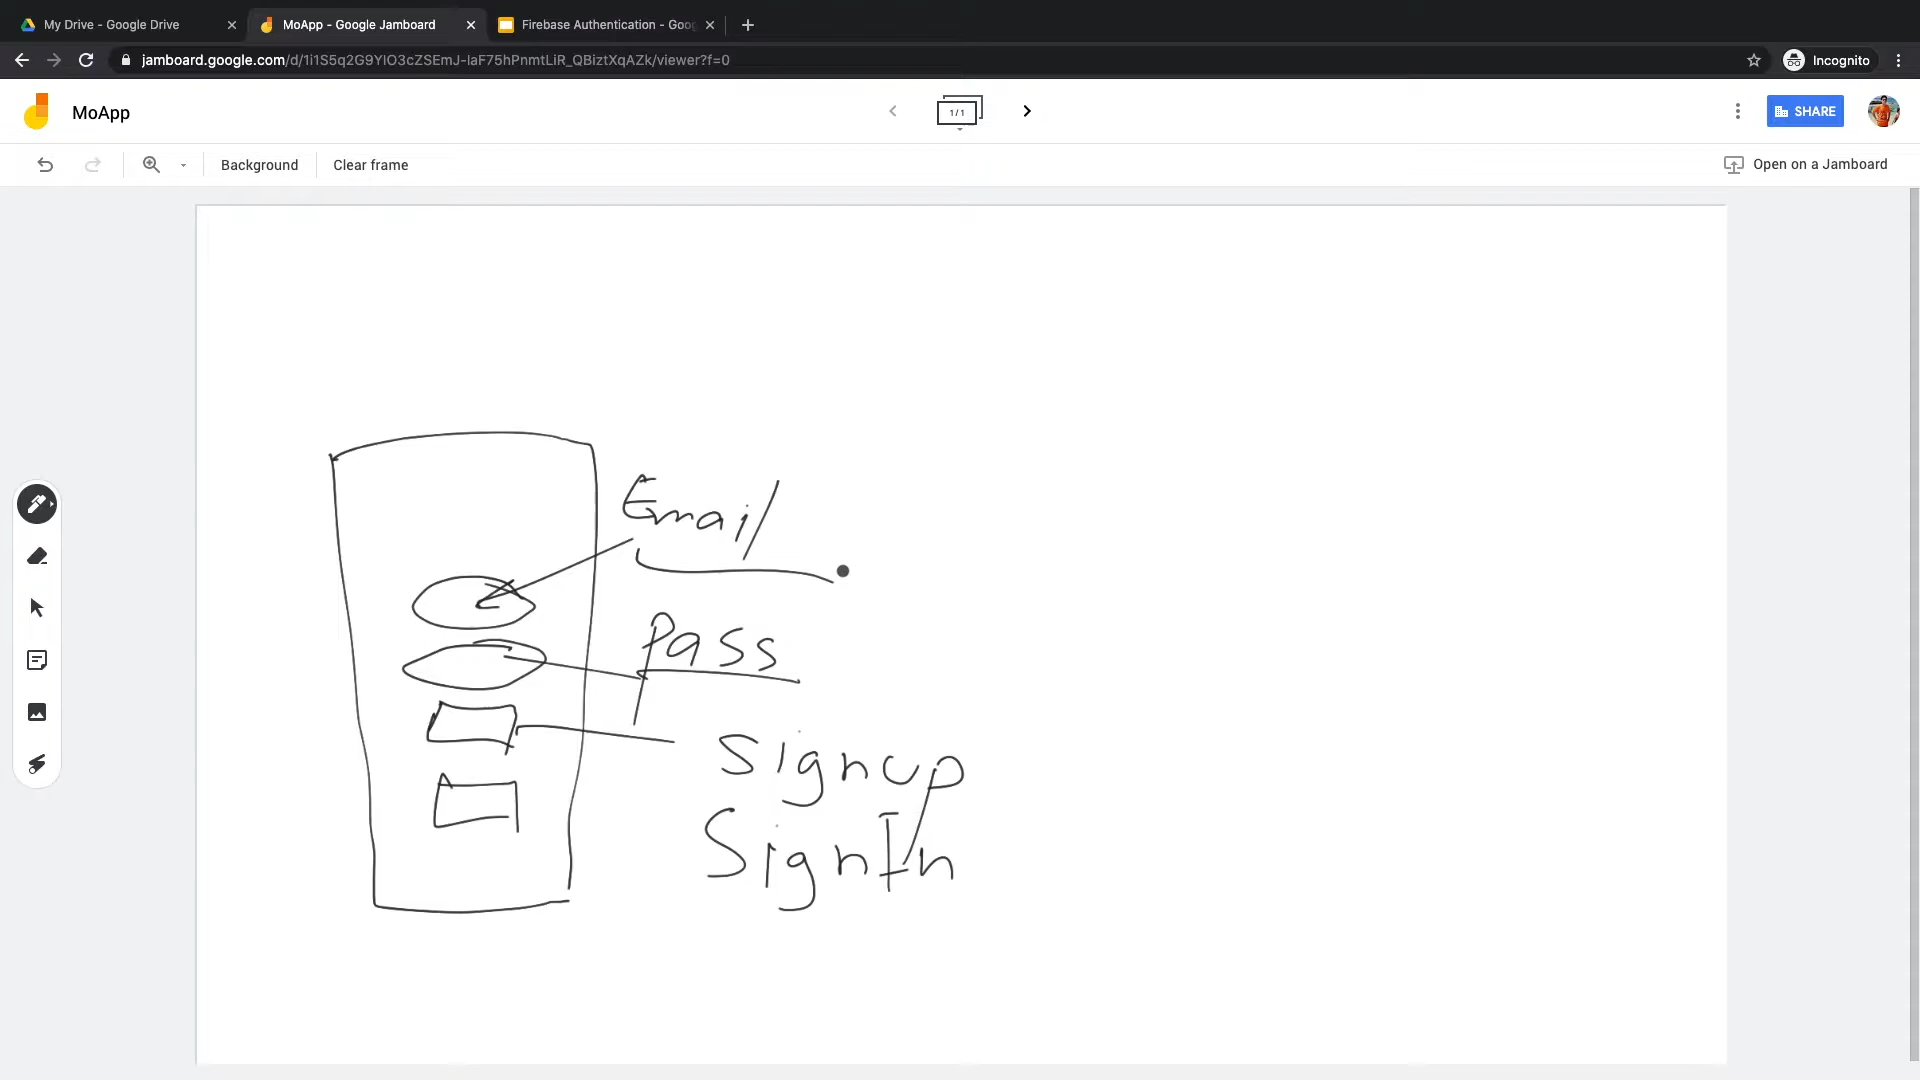 My Drive - Google Drive
MoApp - Google Jamboard
Firebase Authentication - Goog
jamboard.google.com/d/1i1S5q2G9YIO3cZSEmJ-laF75hPnmtLiR_QBiztXqAZk/viewer?f=0
Incognito
MoApp
1/1
SHARE
Background
Clear frame
Open on a Jamboard
Email
Pass
Signup
SignIn